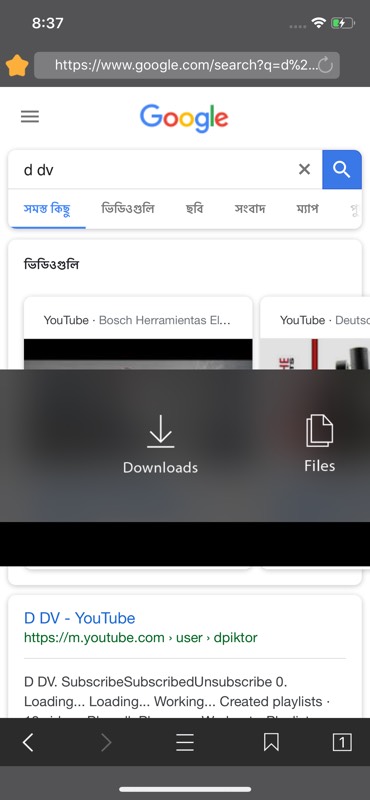 8:37
https://www.google.com/search?q=d%2...
Google
d dv
সমস্ত কিছু ভিডিওগুলি ছবি সংবাদ ম্যাপ
ভিডিওগুলি
YouTube · Bosch Herramientas El...
YouTube · Deutsc
Downloads
Files
D DV - YouTube
https://m.youtube.com › user › dpiktor
D DV. SubscribeSubscribedUnsubscribe 0.
Loading... Loading... Working... Created playlists ·
1